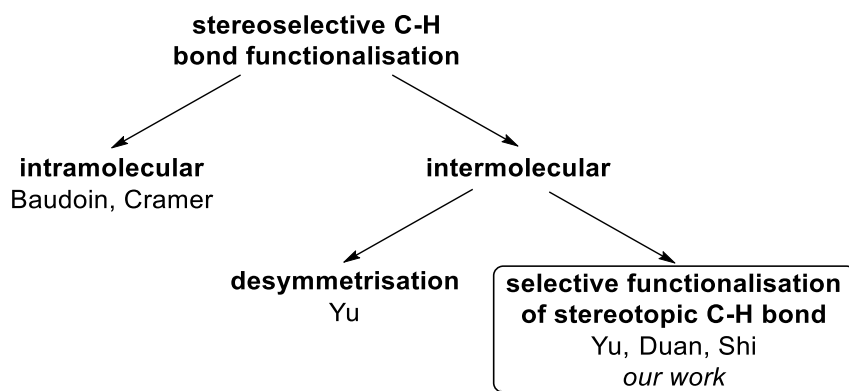 stereoselective C-H
bond functionalisation
intramolecular
Baudoin, Cramer
intermolecular
desymmetrisation
Yu
selective functionalisation
of stereotopic C-H bond
Yu, Duan, Shi
our work